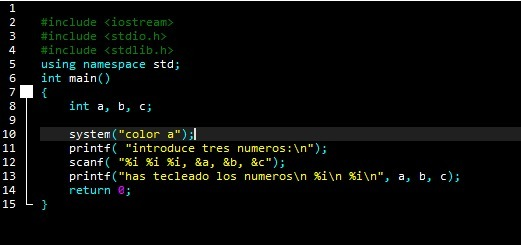 1
2 #include <iostream>
3 #include <stdio.h>
4 #include <stdlib.h>
5 using namespace std;
6 int main()
7 {
8 int a, b, c;
9
10 system("color a");
11 printf( "introduce tres numeros:\n");
12 scanf( "%i %i %i, &a, &b, &c");
13 printf("has tecleado los numeros\n %i\n %i\n", a, b, c);
14 return 0;
15 }